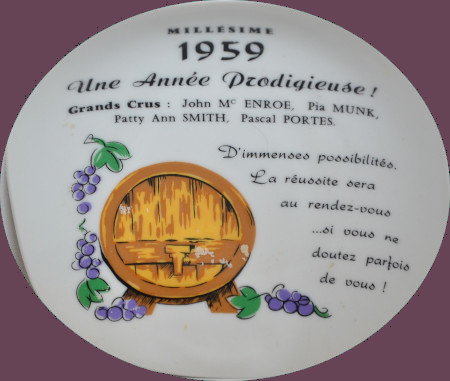 MILLÉSIME
1959
Une Année Prodigieuse !
Grands Crus : John Mc ENROE, Pia MUNK,
Patty Ann SMITH, Pascal PORTES.
D'immenses possibilités.
La réussite sera
au rendez-vous
...si vous ne
doutez parfois
de vous !